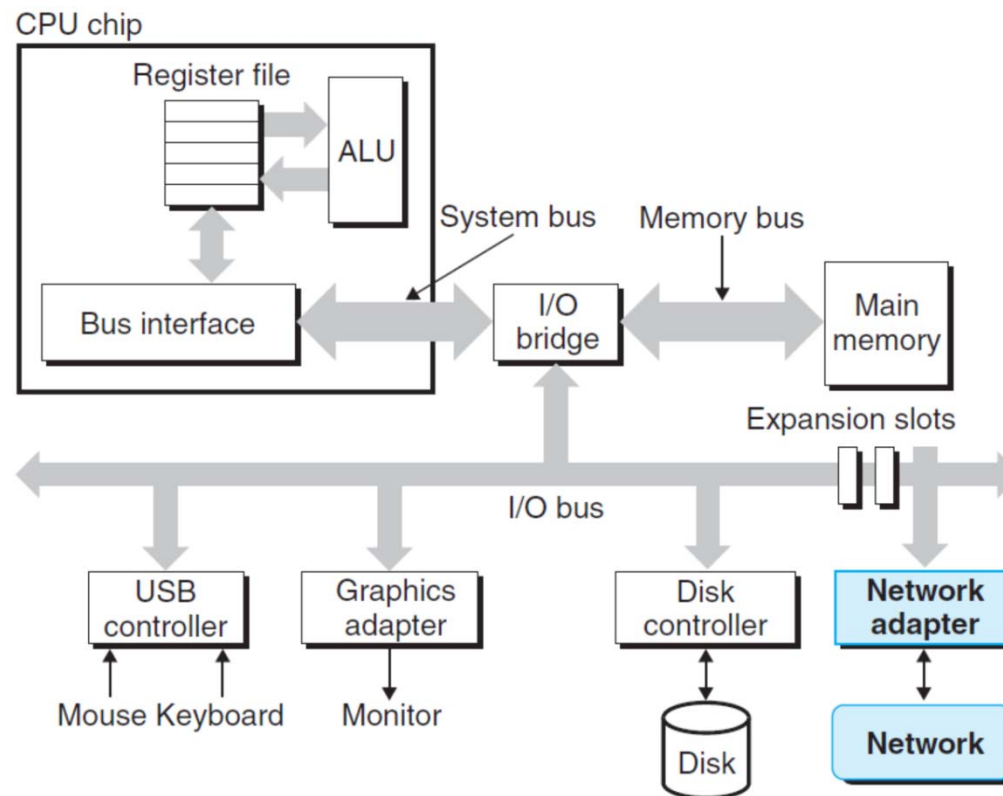 CPU chip
Register file
ALU
System bus
Memory bus
Bus interface
I/O
bridge
Main
memory
Expansion slots
I/O bus
USB
controller
Graphics
adapter
Disk
controller
Network
adapter
Mouse Keyboard
Monitor
Disk
Network